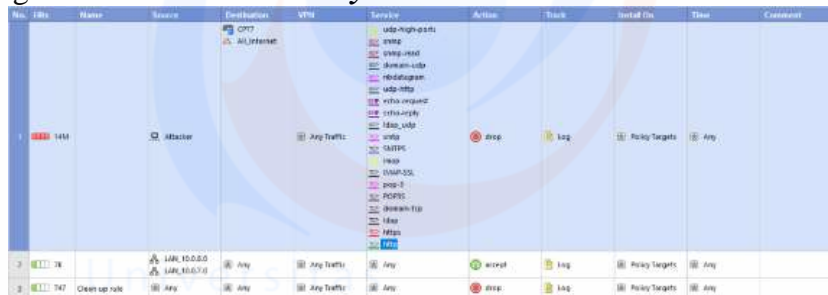 No. Hits Name Source Destination VPN Service Action Track Install On Time Comment
CP77
All_Internet
udp-high-ports
snmp
snmp-read
domain-udp
nbdatagram
udp-http
echo-request
echo-reply
ldap_udp
smtp
SMTPS
imap
IMAP-SSL
pop-3
POP3S
domain-tcp
ldap
https
http
1 14M Attacker Any Traffic drop Log Policy Targets Any
2 7K LAN_10.0.8.0 Any Any Traffic Any accept Log Policy Targets Any
LAN_10.0.7.0
3 747 Clean up rule Any Any Any Traffic Any drop Log Policy Targets Any